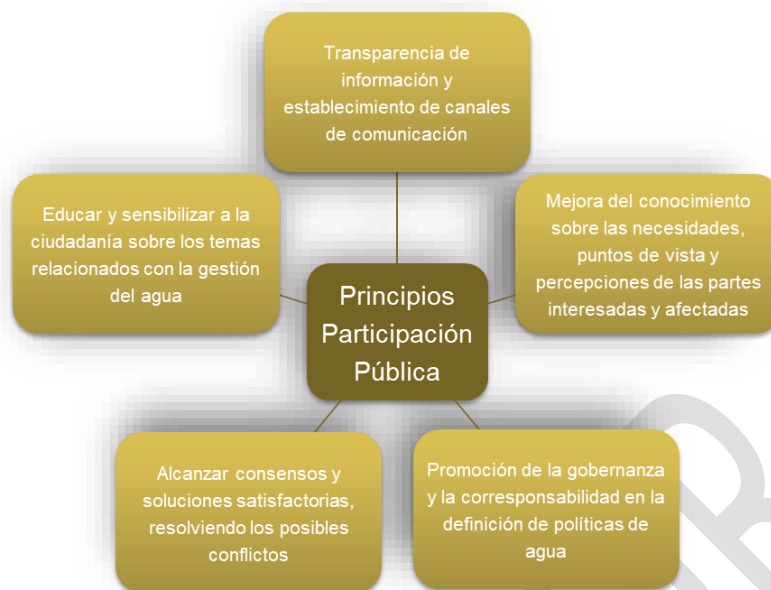 Transparencia de
información y
establecimiento de canales
de comunicación
Educar y sensibilizar a la
ciudadanía sobre los temas
relacionados con la gestión
del agua
Mejora del conocimiento
sobre las necesidades,
puntos de vista y
percepciones de las partes
interesadas y afectadas
Principios
Participación
Pública
Alcanzar consensos y
soluciones satisfactorias,
resolviendo los posibles
conflictos
Promoción de la gobernanza
y la corresponsabilidad en la
definición de políticas de
agua